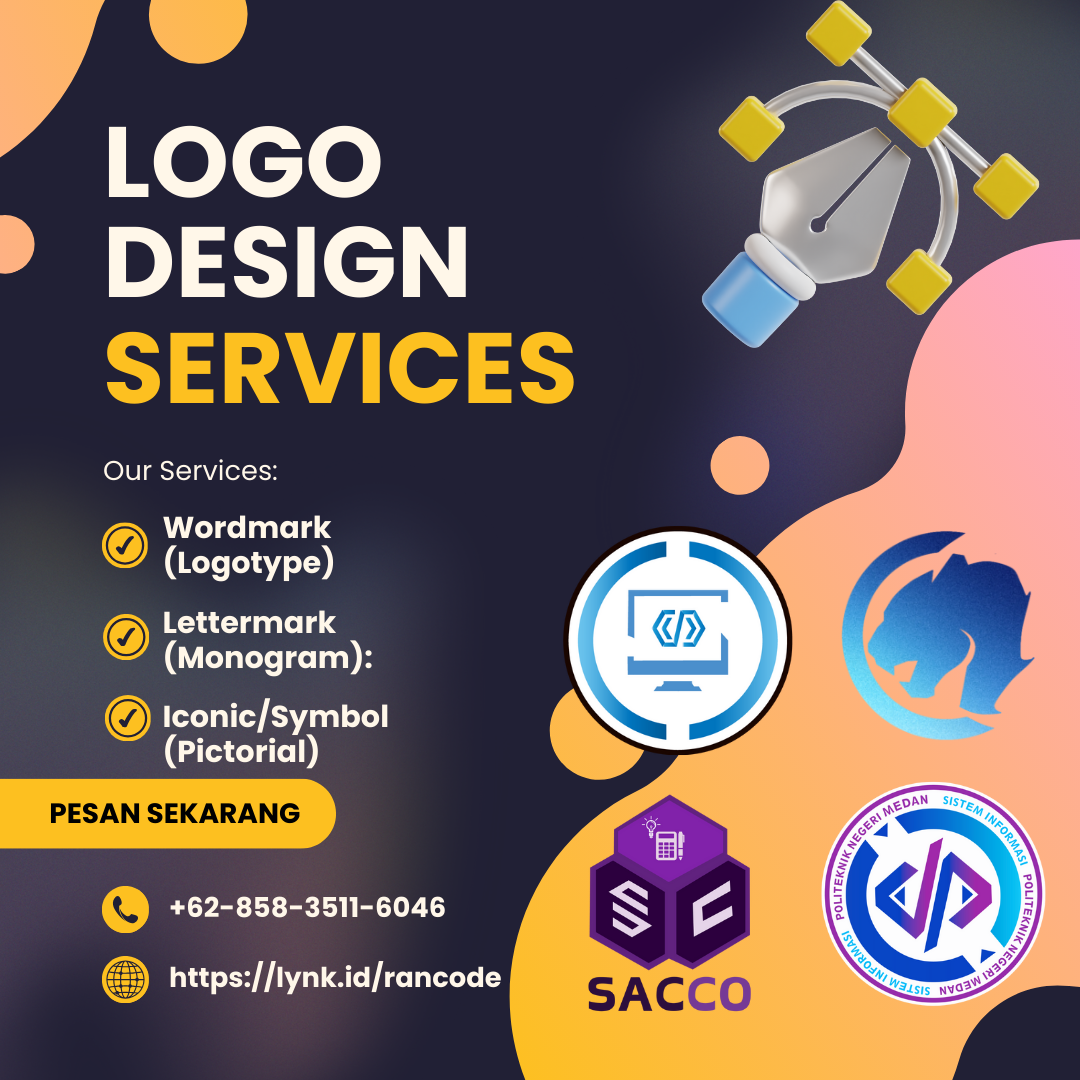 LOGO
DESIGN
SERVICES
Our Services:
Wordmark
(Logotype)
Lettermark
(Monogram):
Iconic/Symbol
(Pictorial)
PESAN SEKARANG
+62-858-3511-6046
https://lynk.id/rancode
</>
S C
SACCO
POLITEKNIK NEGERI MEDAN
SISTEM INFORMASI
POLITEKNIK NEGERI MEDAN
SISTEM INFORMASI